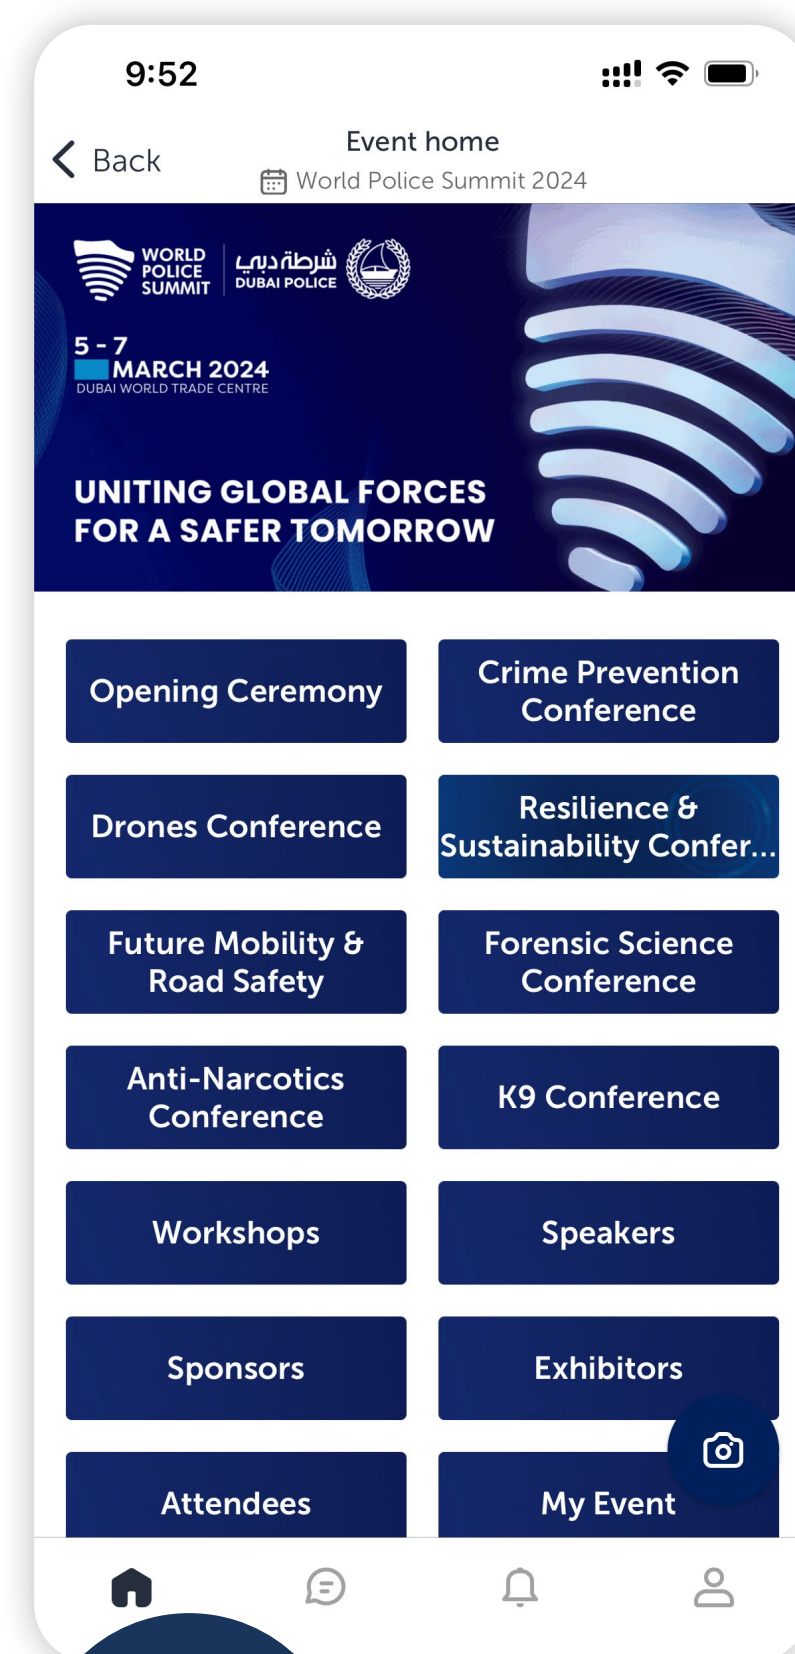 9:52
Back
Event home
World Police Summit 2024
WORLD
POLICE
SUMMIT
شرطة دبي
DUBAI POLICE
5 - 7
MARCH 2024
DUBAI WORLD TRADE CENTRE
UNITING GLOBAL FORCES
FOR A SAFER TOMORROW
Opening Ceremony
Crime Prevention
Conference
Drones Conference
Resilience &
Sustainability Confer...
Future Mobility &
Road Safety
Forensic Science
Conference
Anti-Narcotics
Conference
K9 Conference
Workshops
Speakers
Sponsors
Exhibitors
Attendees
My Event